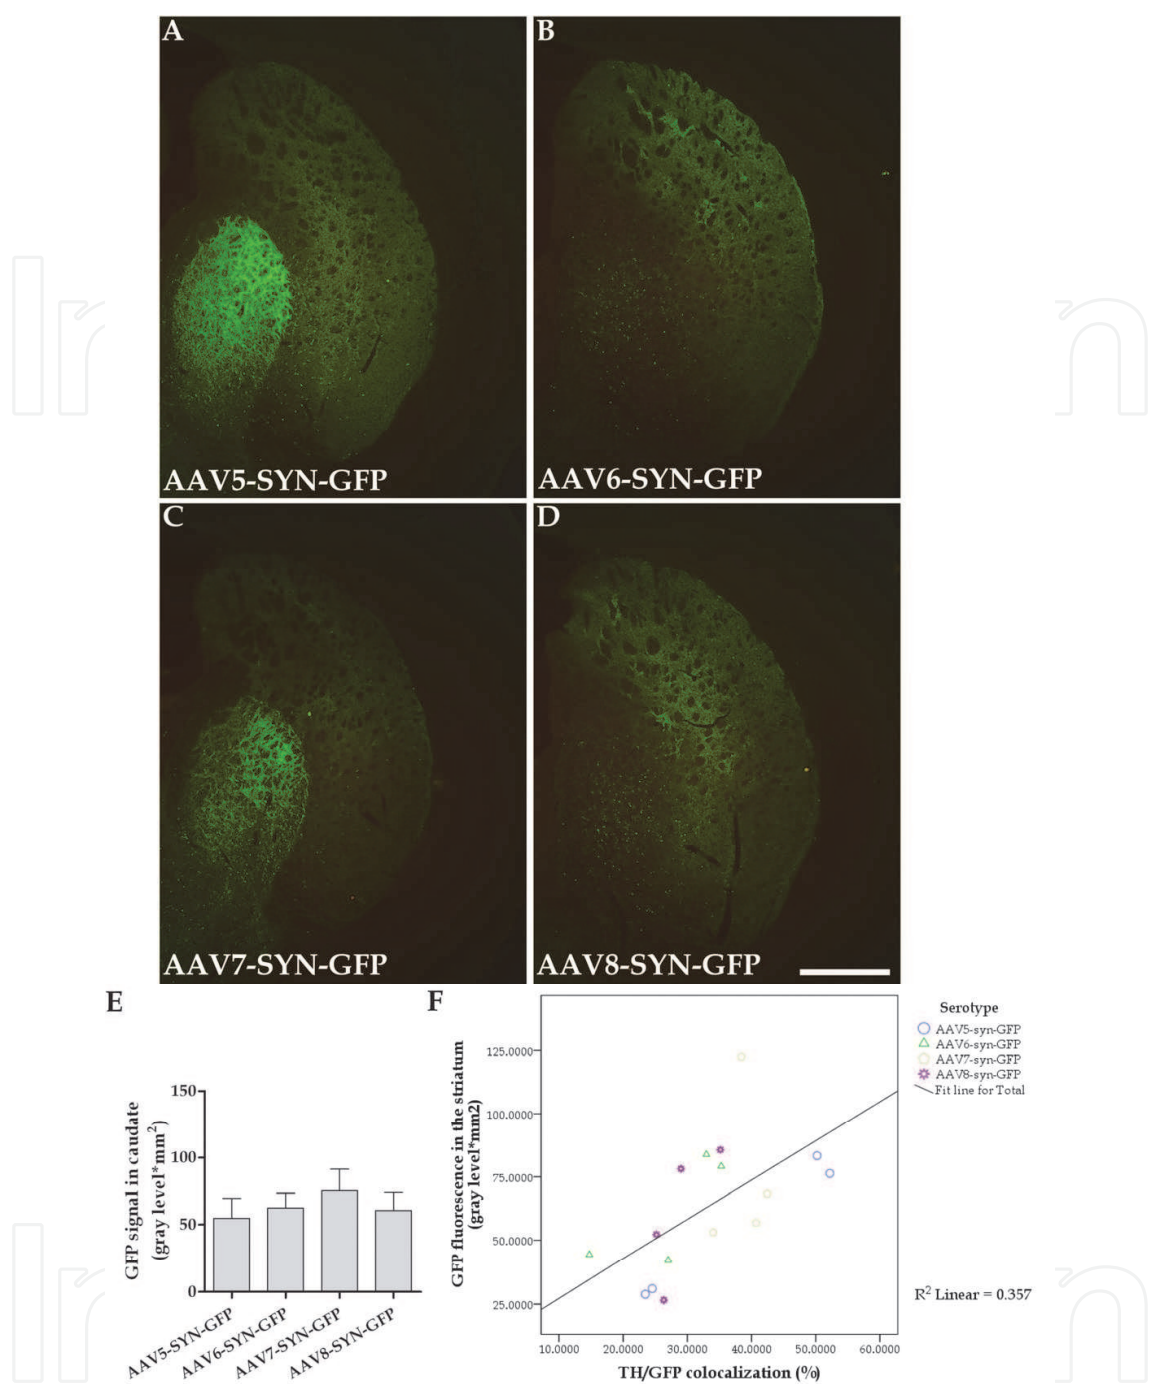 A
B
AAV5-SYN-GFP
AAV6-SYN-GFP
C
D
AAV7-SYN-GFP
AAV8-SYN-GFP
E
GFP signal in caudate
(gray level*mm2)
150
100
50
0
AAV5-SYN-GFP
AAV6-SYN-GFP
AAV7-SYN-GFP
AAV8-SYN-GFP
F
GFP fluorescence in the striatum
(gray level*mm2)
125.0000
100.0000
75.0000
50.0000
25.0000
10.0000 20.0000 30.0000 40.0000 50.0000 60.0000
TH/GFP colocalization (%)
Serotype
AAV5-syn-GFP
AAV6-syn-GFP
AAV7-syn-GFP
AAV8-syn-GFP
Fit line for Total
R2 Linear = 0.357